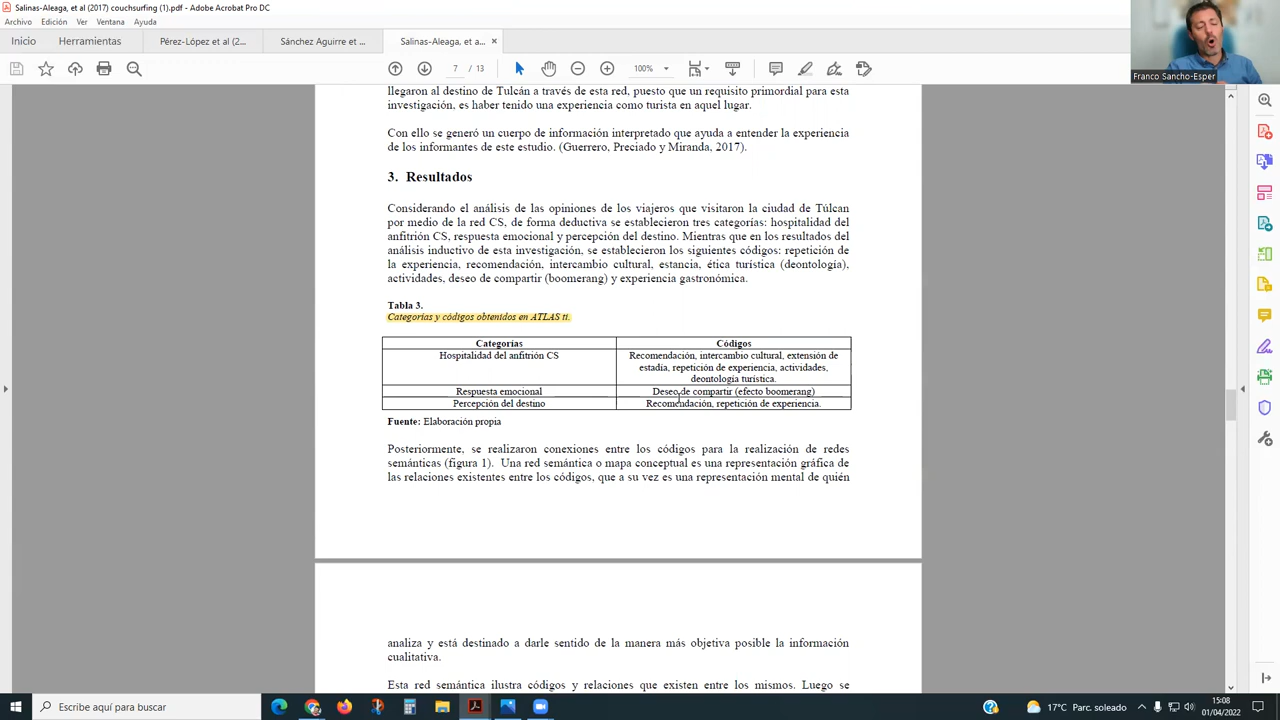 Salinas-Aleaga, et al (2017) couchsurfing (1).pdf - Adobe Acrobat Pro DC
Archivo Edición Ver Ventana Ayuda
Inicio Herramientas Pérez-López et al (2... Sánchez Aguirre et ... Salinas-Aleaga, et a...
7 / 13 100%
Franco Sancho-Esper
llegaron al destino de Tulcán a través de esta red, puesto que un requisito primordial para esta
investigación, es haber tenido una experiencia como turista en aquel lugar.
Con ello se generó un cuerpo de información interpretado que ayuda a entender la experiencia
de los informantes de este estudio. (Guerrero, Preciado y Miranda, 2017).
3. Resultados
Considerando el análisis de las opiniones de los viajeros que visitaron la ciudad de Túlcan
por medio de la red CS, de forma deductiva se establecieron tres categorías: hospitalidad del
anfitrión CS, respuesta emocional y percepción del destino. Mientras que en los resultados del
análisis inductivo de esta investigación, se establecieron los siguientes códigos: repetición de
la experiencia, recomendación, intercambio cultural, estancia, ética turística (deontología),
actividades, deseo de compartir (boomerang) y experiencia gastronómica.
Tabla 3.
Categorías y códigos obtenidos en ATLAS ti.
Categorías Códigos
Hospitalidad del anfitrión CS Recomendación, intercambio cultural, extensión de
estadía, repetición de experiencia, actividades,
deontología turística.
Respuesta emocional Deseo de compartir (efecto boomerang)
Percepción del destino Recomendación, repetición de experiencia.
Fuente: Elaboración propia
Posteriormente, se realizaron conexiones entre los códigos para la realización de redes
semánticas (figura 1). Una red semántica o mapa conceptual es una representación gráfica de
las relaciones existentes entre los códigos, que a su vez es una representación mental de quién
analiza y está destinado a darle sentido de la manera más objetiva posible la información
cualitativa.
Esta red semántica ilustra códigos y relaciones que existen entre los mismos. Luego se
Escribe aquí para buscar
17°C Parc. soleado
15:08
01/04/2022